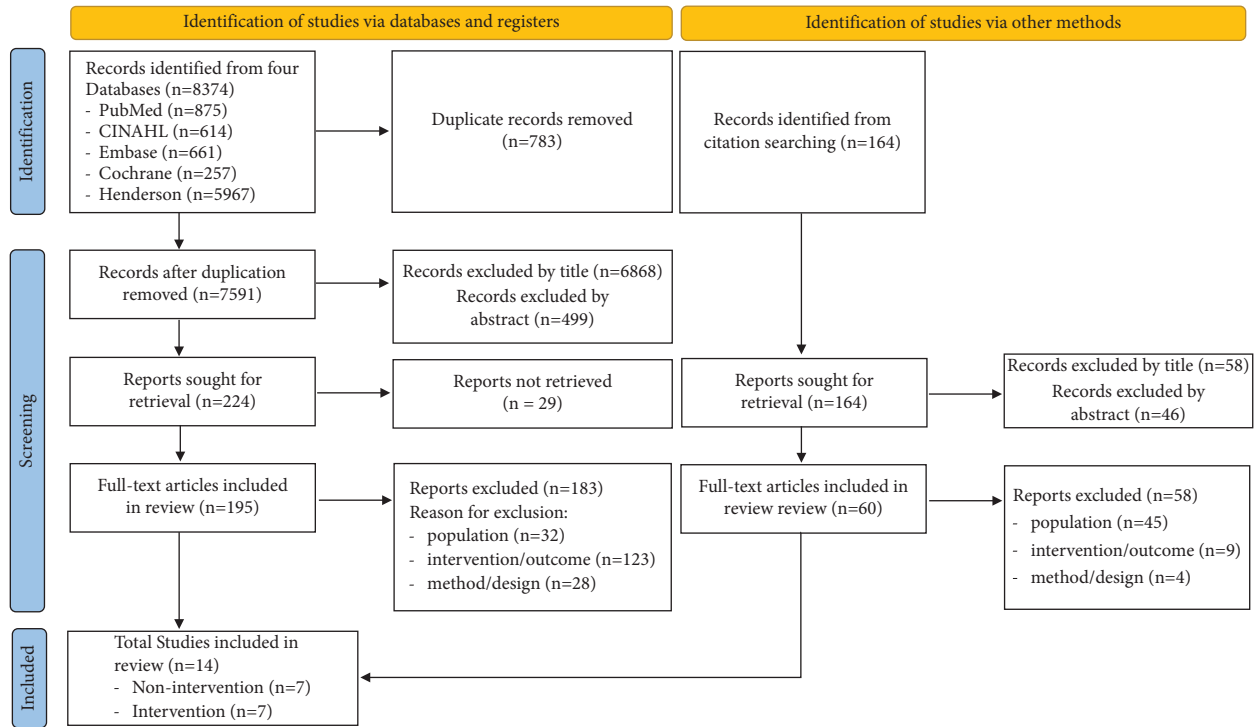 Identification of studies via databases and registers
Identification of studies via other methods
Identification
Records identified from four
Databases (n=8374)
- PubMed (n=875)
- CINAHL (n=614)
- Embase (n=661)
- Cochrane (n=257)
- Henderson (n=5967)
Duplicate records removed
(n=783)
Records identified from
citation searching (n=164)
Screening
Records after duplication
removed (n=7591)
Records excluded by title (n=6868)
Records excluded by
abstract (n=499)
Reports sought for
retrieval (n=224)
Reports not retrieved
(n = 29)
Reports sought for
retrieval (n=164)
Records excluded by title (n=58)
Records excluded by
abstract (n=46)
Full-text articles included
in review (n=195)
Reports excluded (n=183)
Reason for exclusion:
- population (n=32)
- intervention/outcome (n=123)
- method/design (n=28)
Full-text articles included in
review review (n=60)
Reports excluded (n=58)
- population (n=45)
- intervention/outcome (n=9)
- method/design (n=4)
Included
Total Studies included in
review (n=14)
- Non-intervention (n=7)
- Intervention (n=7)